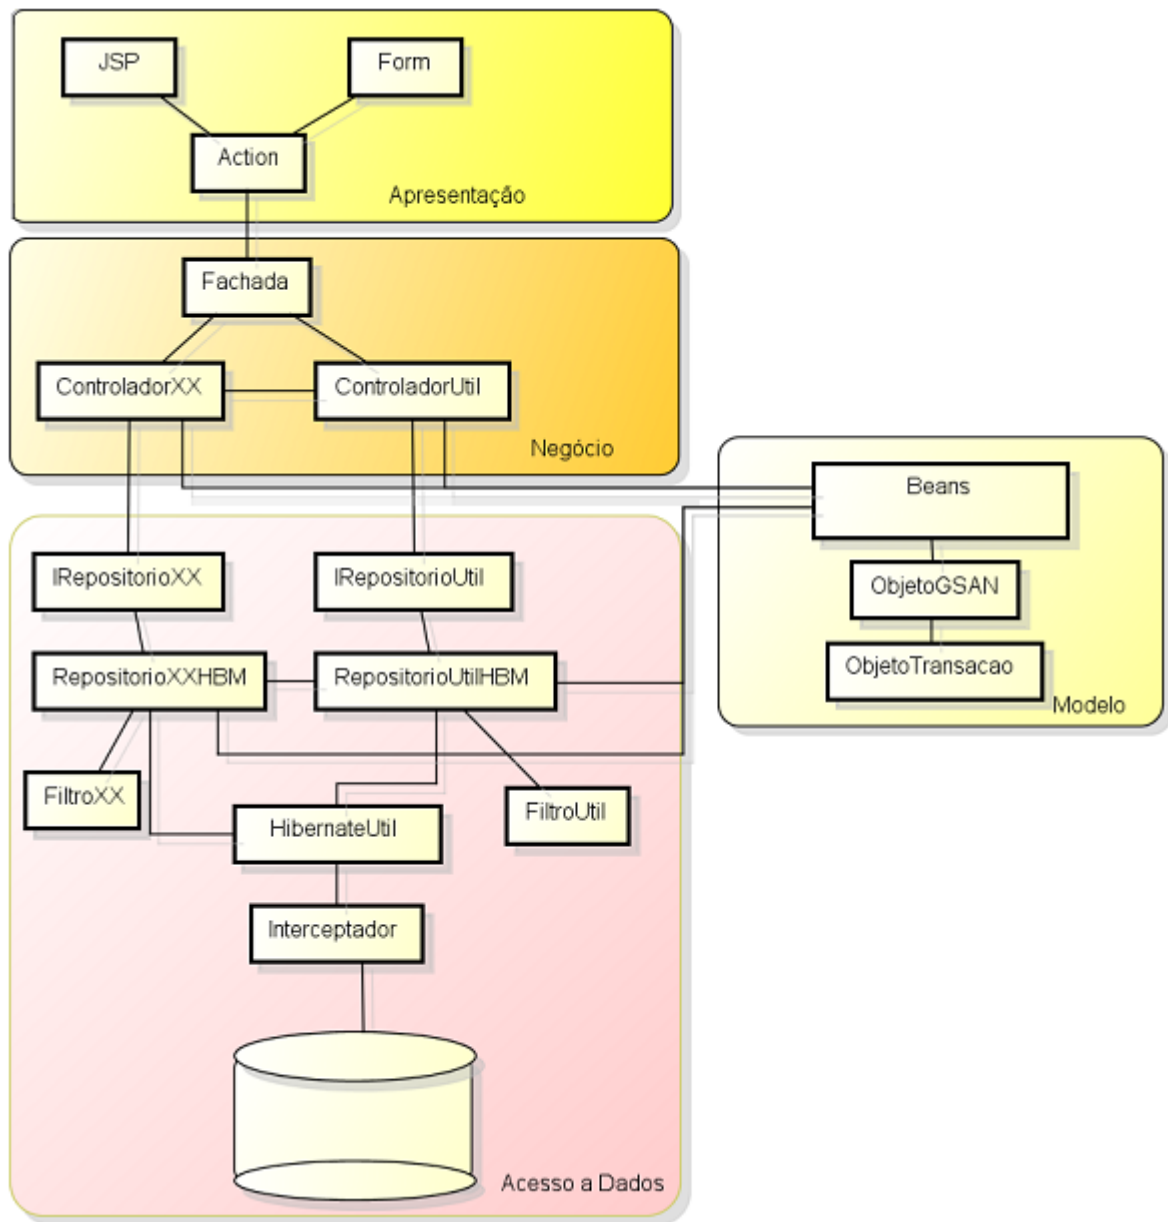 JSP
Form
Action
Apresentação
Fachada
ControladorXX
ControladorUtil
Negócio
Beans
ObjetoGSAN
ObjetoTransacao
Modelo
IRepositorioXX
IRepositorioUtil
RepositorioXXHBM
RepositorioUtilHBM
FiltroXX
FiltroUtil
HibernateUtil
Interceptador
Acesso a Dados